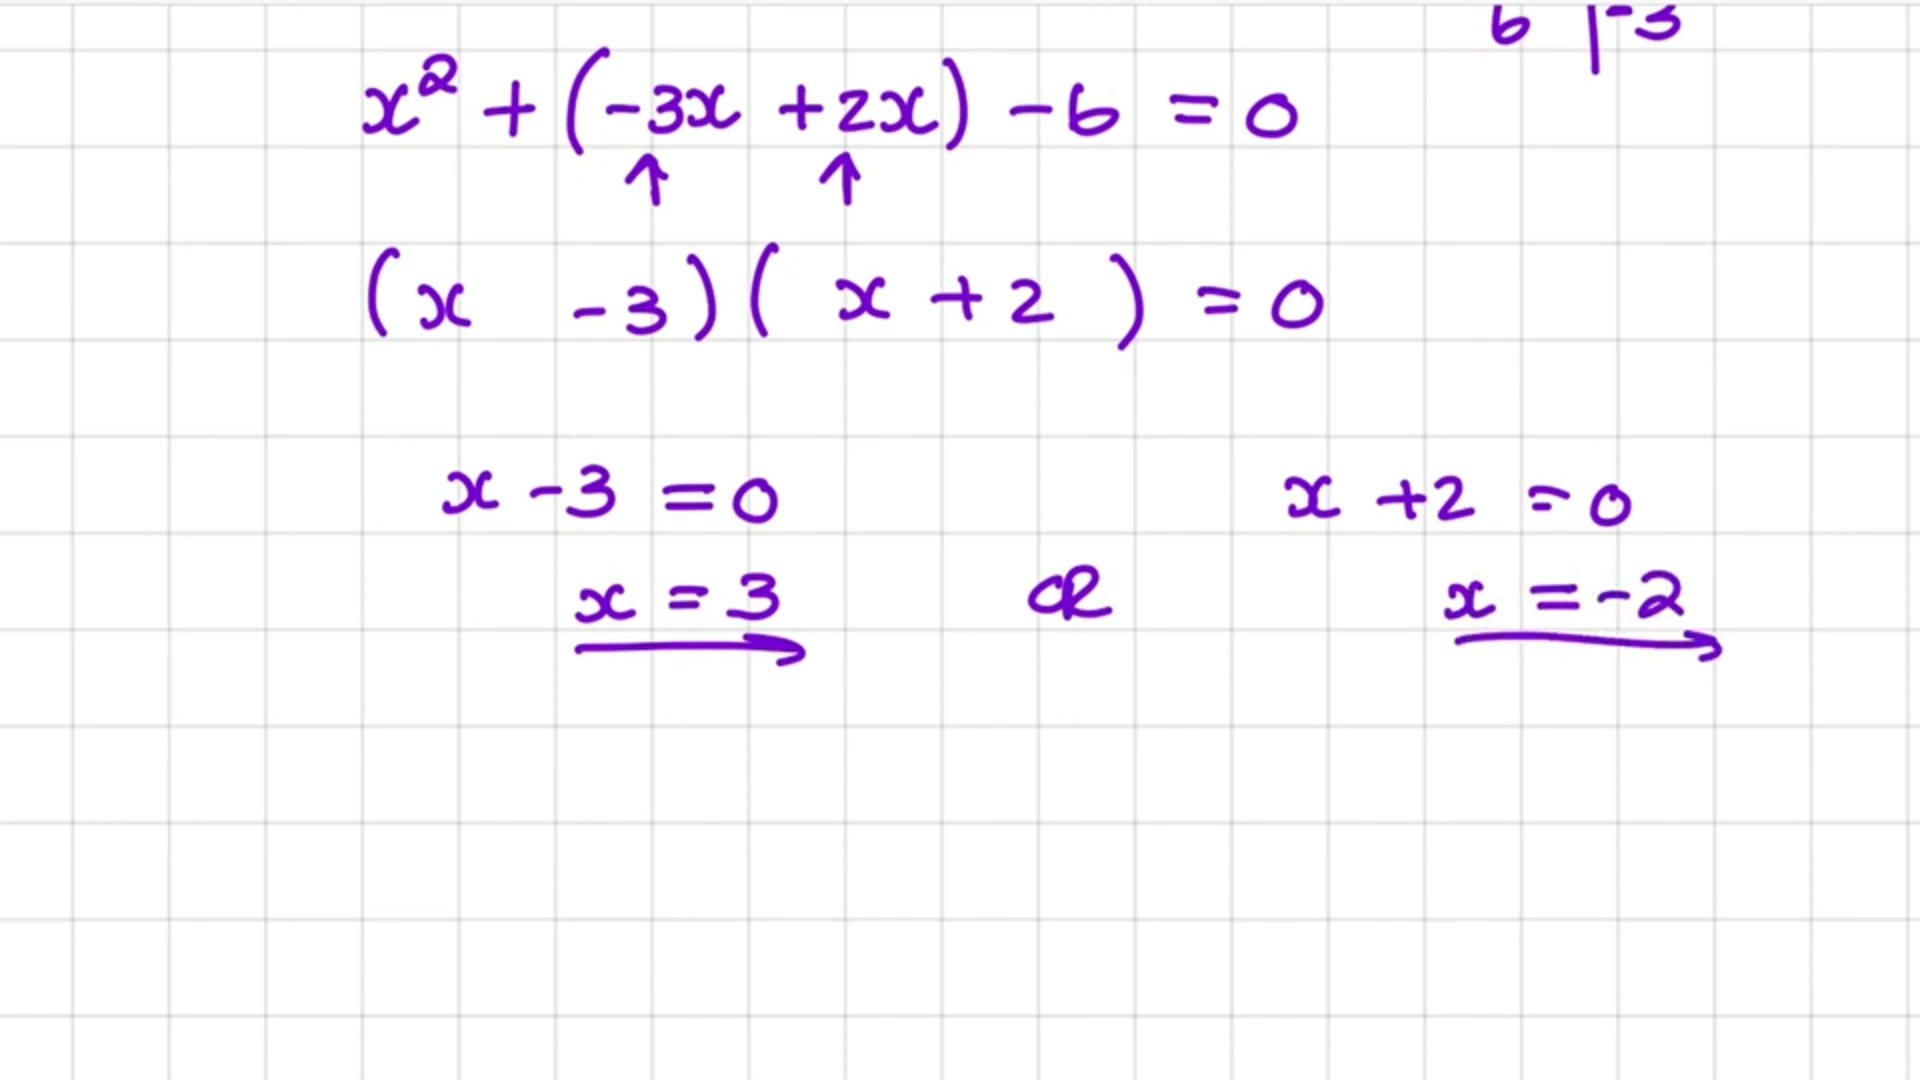 6 | -3
x² + (-3x +2x) -6 = 0
↑ ↑
(x -3)( x +2 ) = 0
x -3 = 0 x +2 = 0
x = 3 OR x = -2